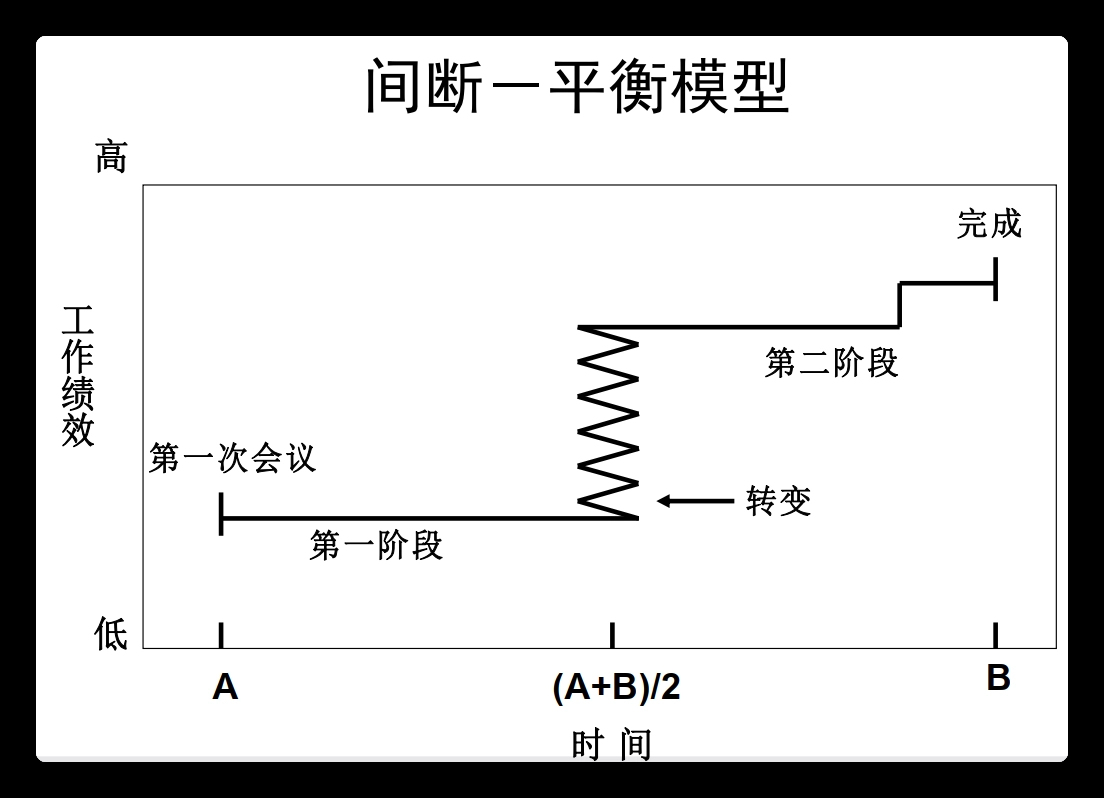 间断－平衡模型
高
完成
工作绩效
第二阶段
第一次会议
转变
第一阶段
低
A
(A+B)/2
B
时间